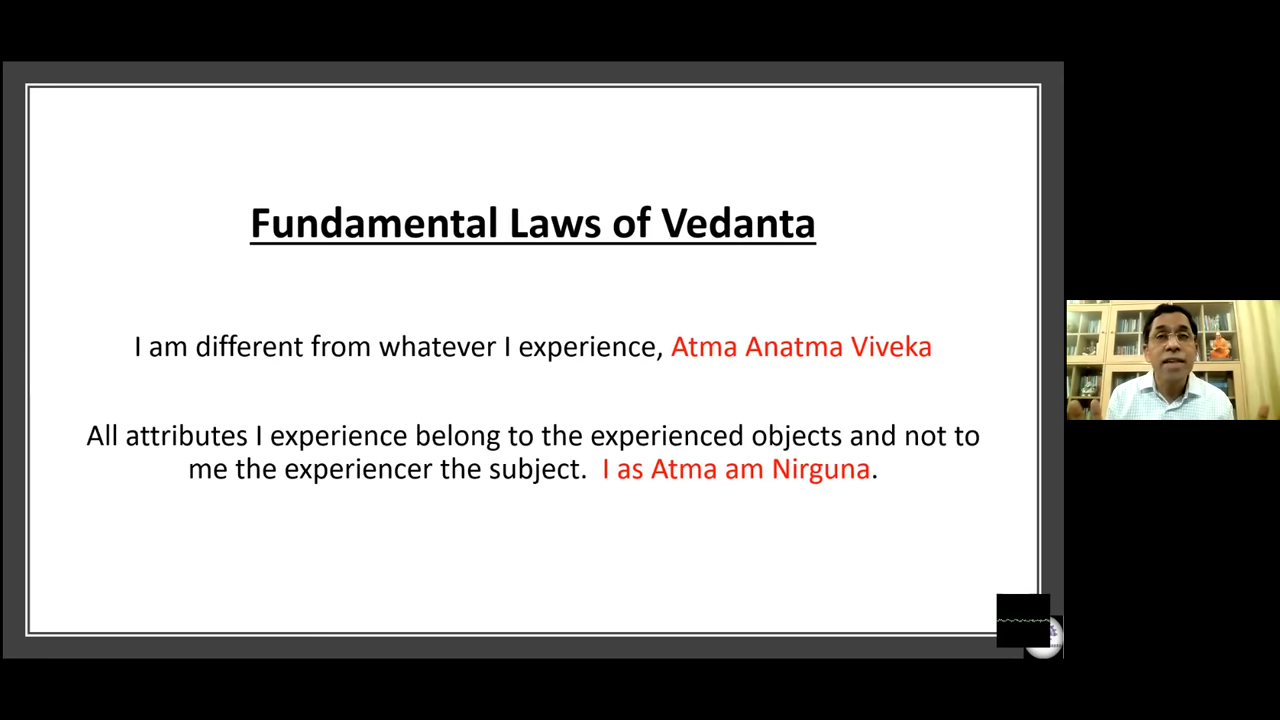 Fundamental Laws of Vedanta
I am different from whatever I experience, Atma Anatma Viveka
All attributes I experience belong to the experienced objects and not to
me the experiencer the subject. I as Atma am Nirguna.